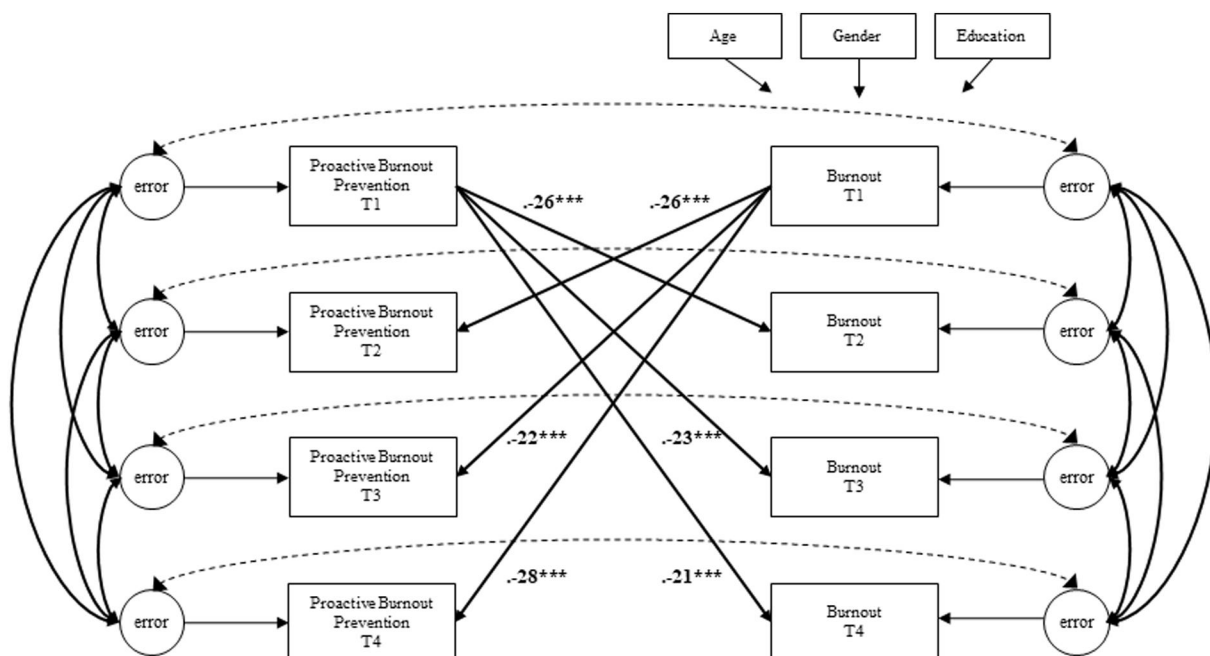 Age
Gender
Education
error
Proactive Burnout
Prevention
T1
.-26***
.-26***
Burnout
T1
error
error
Proactive Burnout
Prevention
T2
Burnout
T2
error
error
Proactive Burnout
Prevention
T3
.-22***
.-23***
Burnout
T3
error
error
Proactive Burnout
Prevention
T4
.-28***
.-21***
Burnout
T4
error